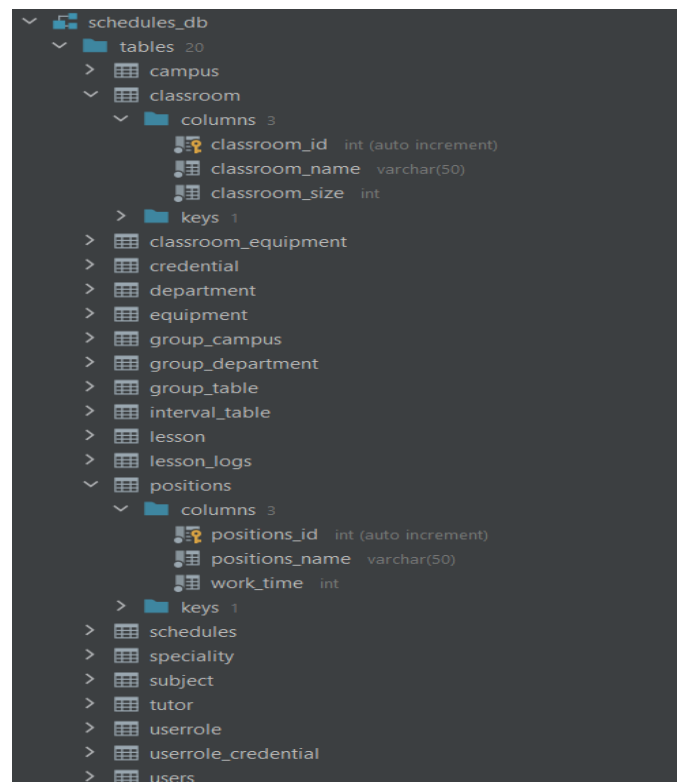 schedules_db
tables 20
campus
classroom
columns 3
classroom_id int (auto increment)
classroom_name varchar(50)
classroom_size int
keys 1
classroom_equipment
credential
department
equipment
group_campus
group_department
group_table
interval_table
lesson
lesson_logs
positions
columns 3
positions_id int (auto increment)
positions_name varchar(50)
work_time int
keys 1
schedules
speciality
subject
tutor
userrole
userrole_credential
users